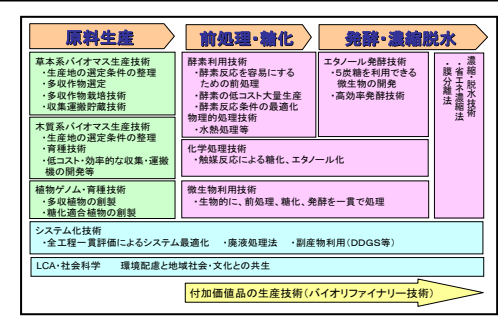 原料生産
前処理・糖化
発酵・濃縮脱水
草本系バイオマス生産技術
・生産地の選定条件の整理
・多収作物選定
・多収作物栽培技術
・収集運搬貯蔵技術
木質系バイオマス生産技術
・生産地の選定条件の整理
・育種技術
・低コスト・効率的な収集・運搬
機の開発等
植物ゲノム・育種技術
・多収植物の創製
・糖化適合植物の創製
酵素利用技術
・酵素反応を容易にする
ための前処理
・酵素の低コスト大量生産
・酵素反応条件の最適化
物理的処理技術
・水熱処理等
化学処理技術
・触媒反応による糖化、エタノール化
微生物利用技術
・生物的に、前処理、糖化、発酵を一貫で処理
エタノール発酵技術
・5炭糖を利用できる
微生物の開発
・高効率発酵技術
濃縮・脱水技術
・省エネ濃縮法
・膜分離法
システム化技術
・全工程一貫評価によるシステム最適化 ・廃液処理法 ・副産物利用(DDGS等)
LCA・社会科学 環境配慮と地域社会・文化との共生
付加価値品の生産技術(バイオリファイナリー技術)